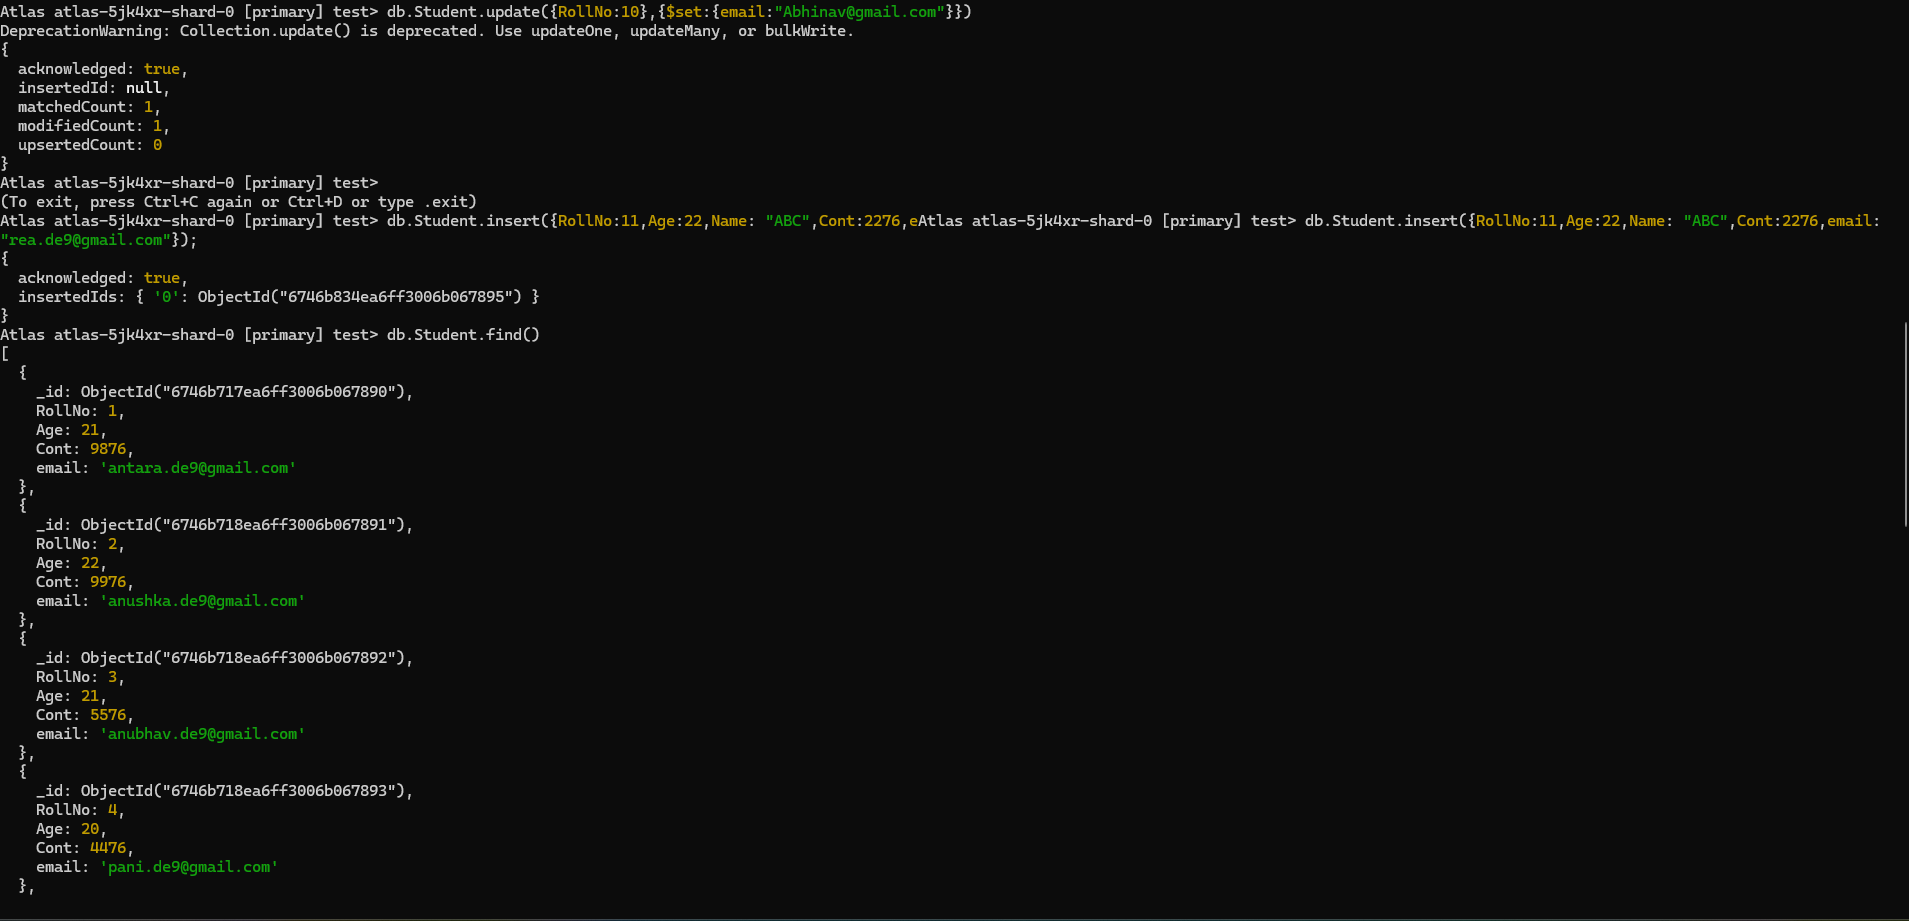 Atlas atlas-5jk4xr-shard-0 [primary] test> db.Student.update({RollNo:10},{$set:{email:"Abhinav@gmail.com"}})
DeprecationWarning: Collection.update() is deprecated. Use updateOne, updateMany, or bulkWrite.
{
  acknowledged: true,
  insertedId: null,
  matchedCount: 1,
  modifiedCount: 1,
  upsertedCount: 0
}
Atlas atlas-5jk4xr-shard-0 [primary] test>
(To exit, press Ctrl+C again or Ctrl+D or type .exit)
Atlas atlas-5jk4xr-shard-0 [primary] test> db.Student.insert({RollNo:11,Age:22,Name: "ABC",Cont:2276,eAtlas atlas-5jk4xr-shard-0 [primary] test> db.Student.insert({RollNo:11,Age:22,Name: "ABC",Cont:2276,email:
"rea.de9@gmail.com"});
{
  acknowledged: true,
  insertedIds: { '0': ObjectId("6746b834ea6ff3006b067895") }
}
Atlas atlas-5jk4xr-shard-0 [primary] test> db.Student.find()
[
  {
    _id: ObjectId("6746b717ea6ff3006b067890"),
    RollNo: 1,
    Age: 21,
    Cont: 9876,
    email: 'antara.de9@gmail.com'
  },
  {
    _id: ObjectId("6746b718ea6ff3006b067891"),
    RollNo: 2,
    Age: 22,
    Cont: 9976,
    email: 'anushka.de9@gmail.com'
  },
  {
    _id: ObjectId("6746b718ea6ff3006b067892"),
    RollNo: 3,
    Age: 21,
    Cont: 5576,
    email: 'anubhav.de9@gmail.com'
  },
  {
    _id: ObjectId("6746b718ea6ff3006b067893"),
    RollNo: 4,
    Age: 20,
    Cont: 4476,
    email: 'pani.de9@gmail.com'
  },